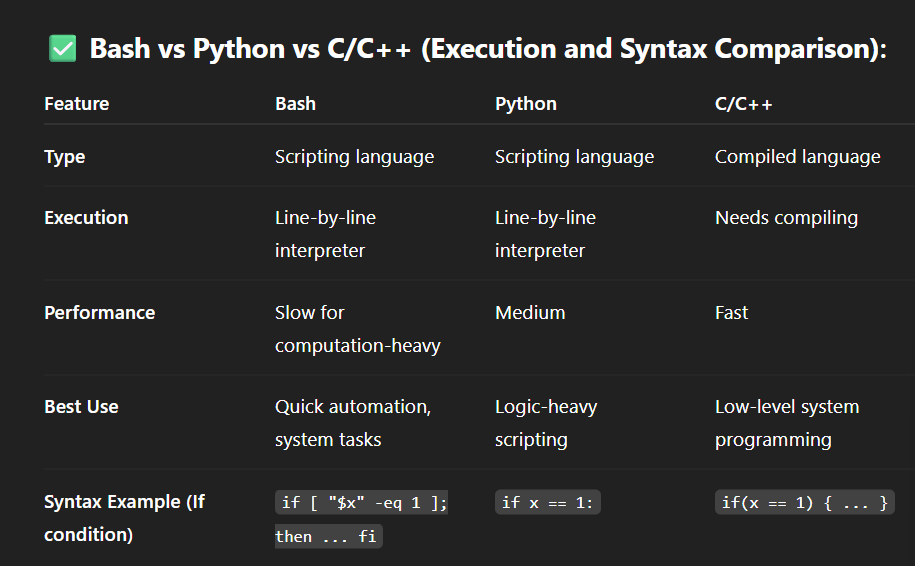 ✅ Bash vs Python vs C/C++ (Execution and Syntax Comparison):
Feature Bash Python C/C++
Type Scripting language Scripting language Compiled language
Execution Line-by-line interpreter Line-by-line interpreter Needs compiling
Performance Slow for computation-heavy Medium Fast
Best Use Quick automation, system tasks Logic-heavy scripting Low-level system programming
Syntax Example (If condition) if [ "$x" -eq 1 ]; then ... fi if x == 1: if(x == 1) { ... }